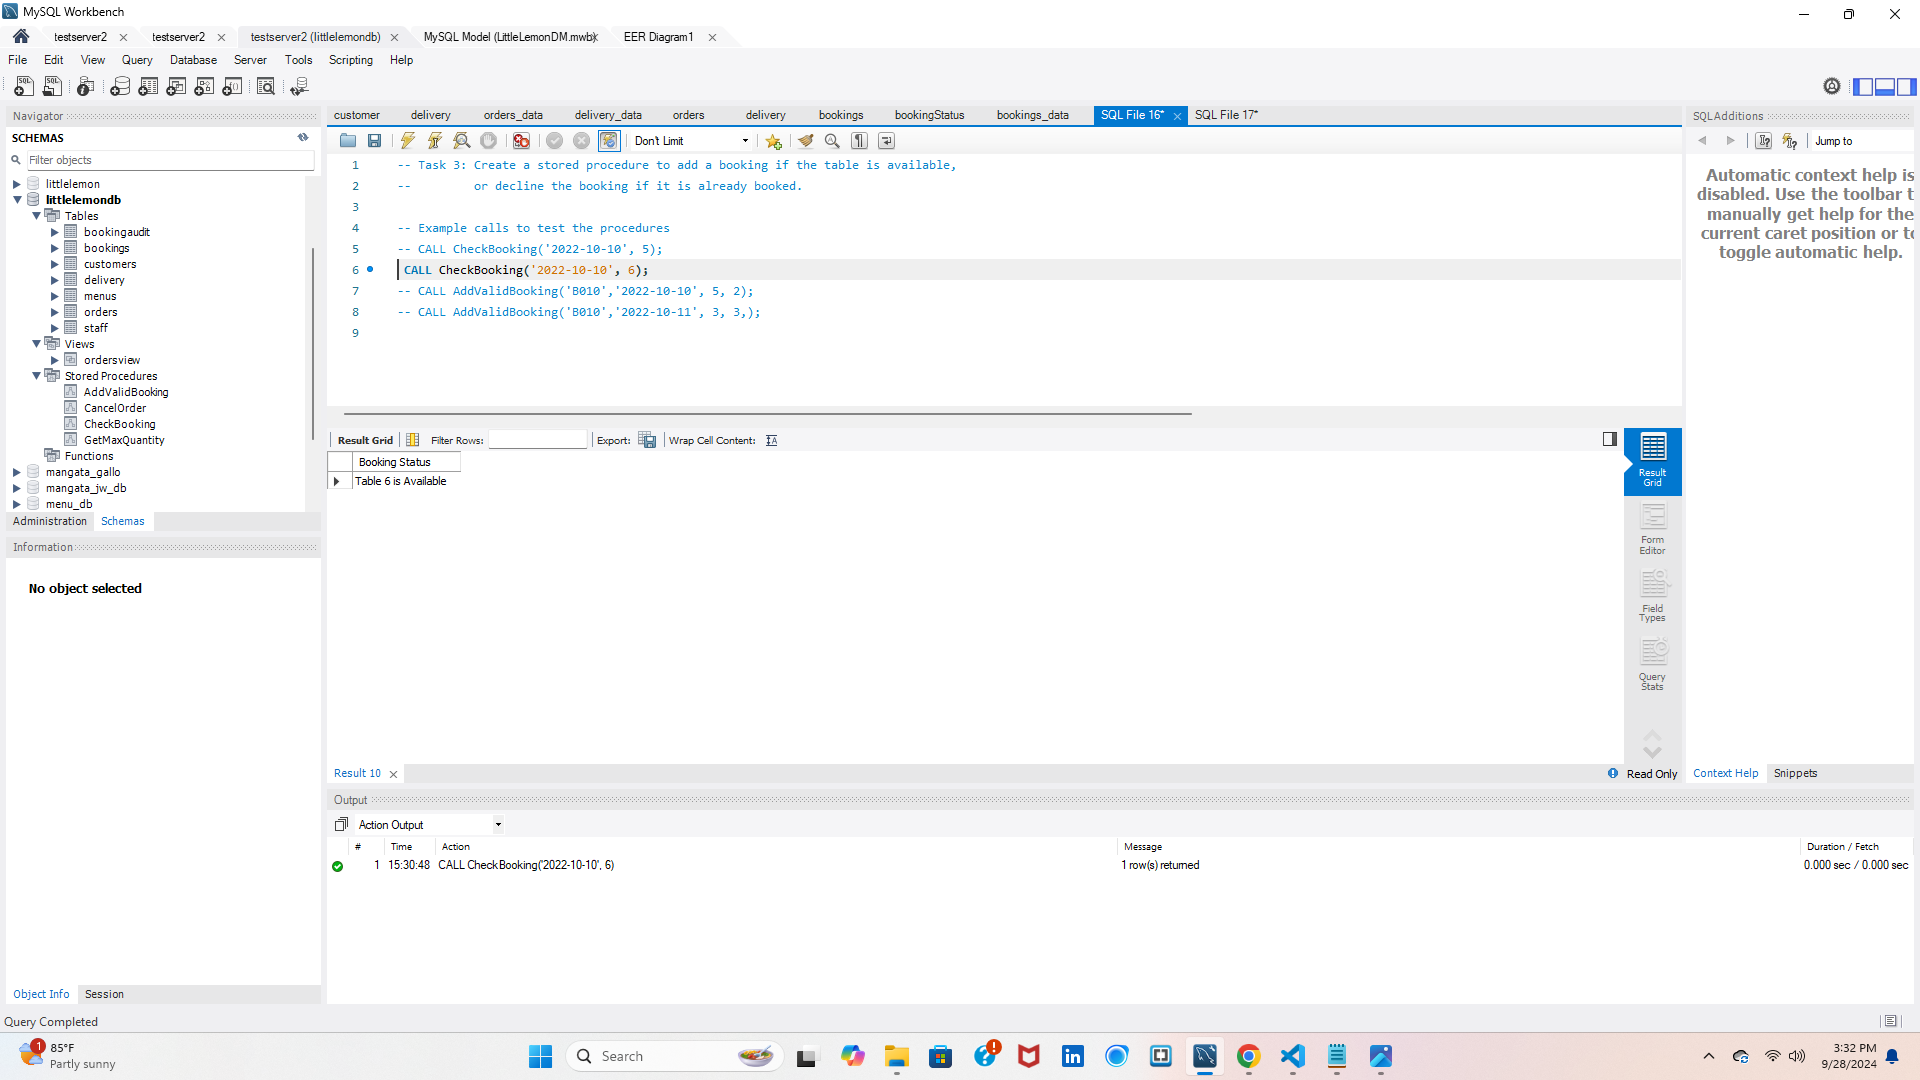 MySQL Workbench
testserver2
testserver2
testserver2 (littlelemondb)
MySQL Model (LittleLemonDM.mwb)
EER Diagram1
File Edit View Query Database Server Tools Scripting Help
Navigator
SCHEMAS
Filter objects
littlelemon
littlelemondb
Tables
bookingaudit
bookings
customers
delivery
menus
orders
staff
Views
ordersview
Stored Procedures
AddValidBooking
CancelOrder
CheckBooking
GetMaxQuantity
Functions
mangata_gallo
mangata_jw_db
menu_db
Administration Schemas
Information
No object selected
Object Info Session
customer delivery orders_data delivery_data orders delivery bookings bookingStatus bookings_data SQL File 16* SQL File 17*
Don't Limit
1 -- Task 3: Create a stored procedure to add a booking if the table is available,
2 -- or decline the booking if it is already booked.
3
4 -- Example calls to test the procedures
5 -- CALL CheckBooking('2022-10-10', 5);
6 CALL CheckBooking('2022-10-10', 6);
7 -- CALL AddValidBooking('B010','2022-10-10', 5, 2);
8 -- CALL AddValidBooking('B010','2022-10-11', 3, 3,);
9
Result Grid Filter Rows: Export: Wrap Cell Content:
Booking Status
Table 6 is Available
Result
Grid
Form
Editor
Field
Types
Query
Stats
Result 10
Read Only
SQLAdditions
Jump to
Automatic context help is
disabled. Use the toolbar t
manually get help for the
current caret position or to
toggle automatic help.
Context Help Snippets
Output
Action Output
# Time Action Message Duration / Fetch
1 15:30:48 CALL CheckBooking('2022-10-10', 6) 1 row(s) returned 0.000 sec / 0.000 sec
Query Completed
1
85°F
Partly sunny
Search
3:32 PM
9/28/2024